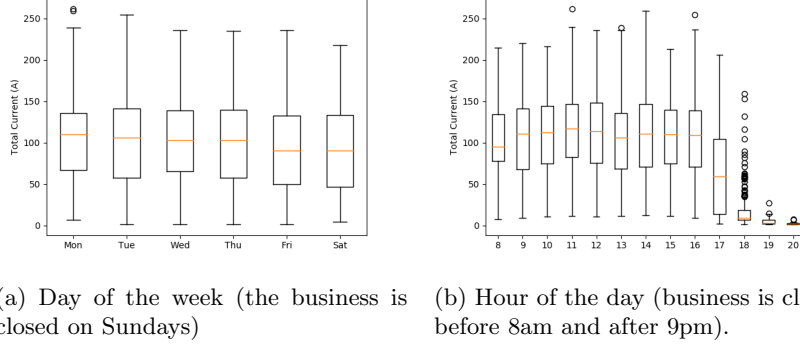 250
200
150
100
50
0
Total Current (A)
Mon Tue Wed Thu Fri Sat
250
200
150
100
50
0
Total Current (A)
8 9 10 11 12 13 14 15 16 17 18 19 20
(a) Day of the week (the business is
closed on Sundays)
(b) Hour of the day (business is cl
before 8am and after 9pm).